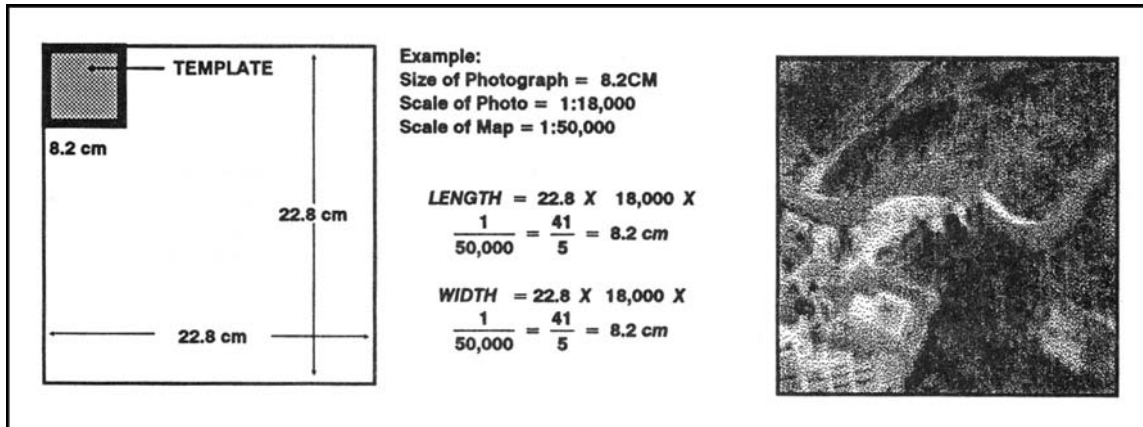 TEMPLATE
8.2 cm
22.8 cm
22.8 cm
Example:
Size of Photograph = 8.2CM
Scale of Photo = 1:18,000
Scale of Map = 1:50,000
LENGTH = 22.8 X 18,000 X
1/50,000 = 41/5 = 8.2 cm
WIDTH = 22.8 X 18,000 X
1/50,000 = 41/5 = 8.2 cm